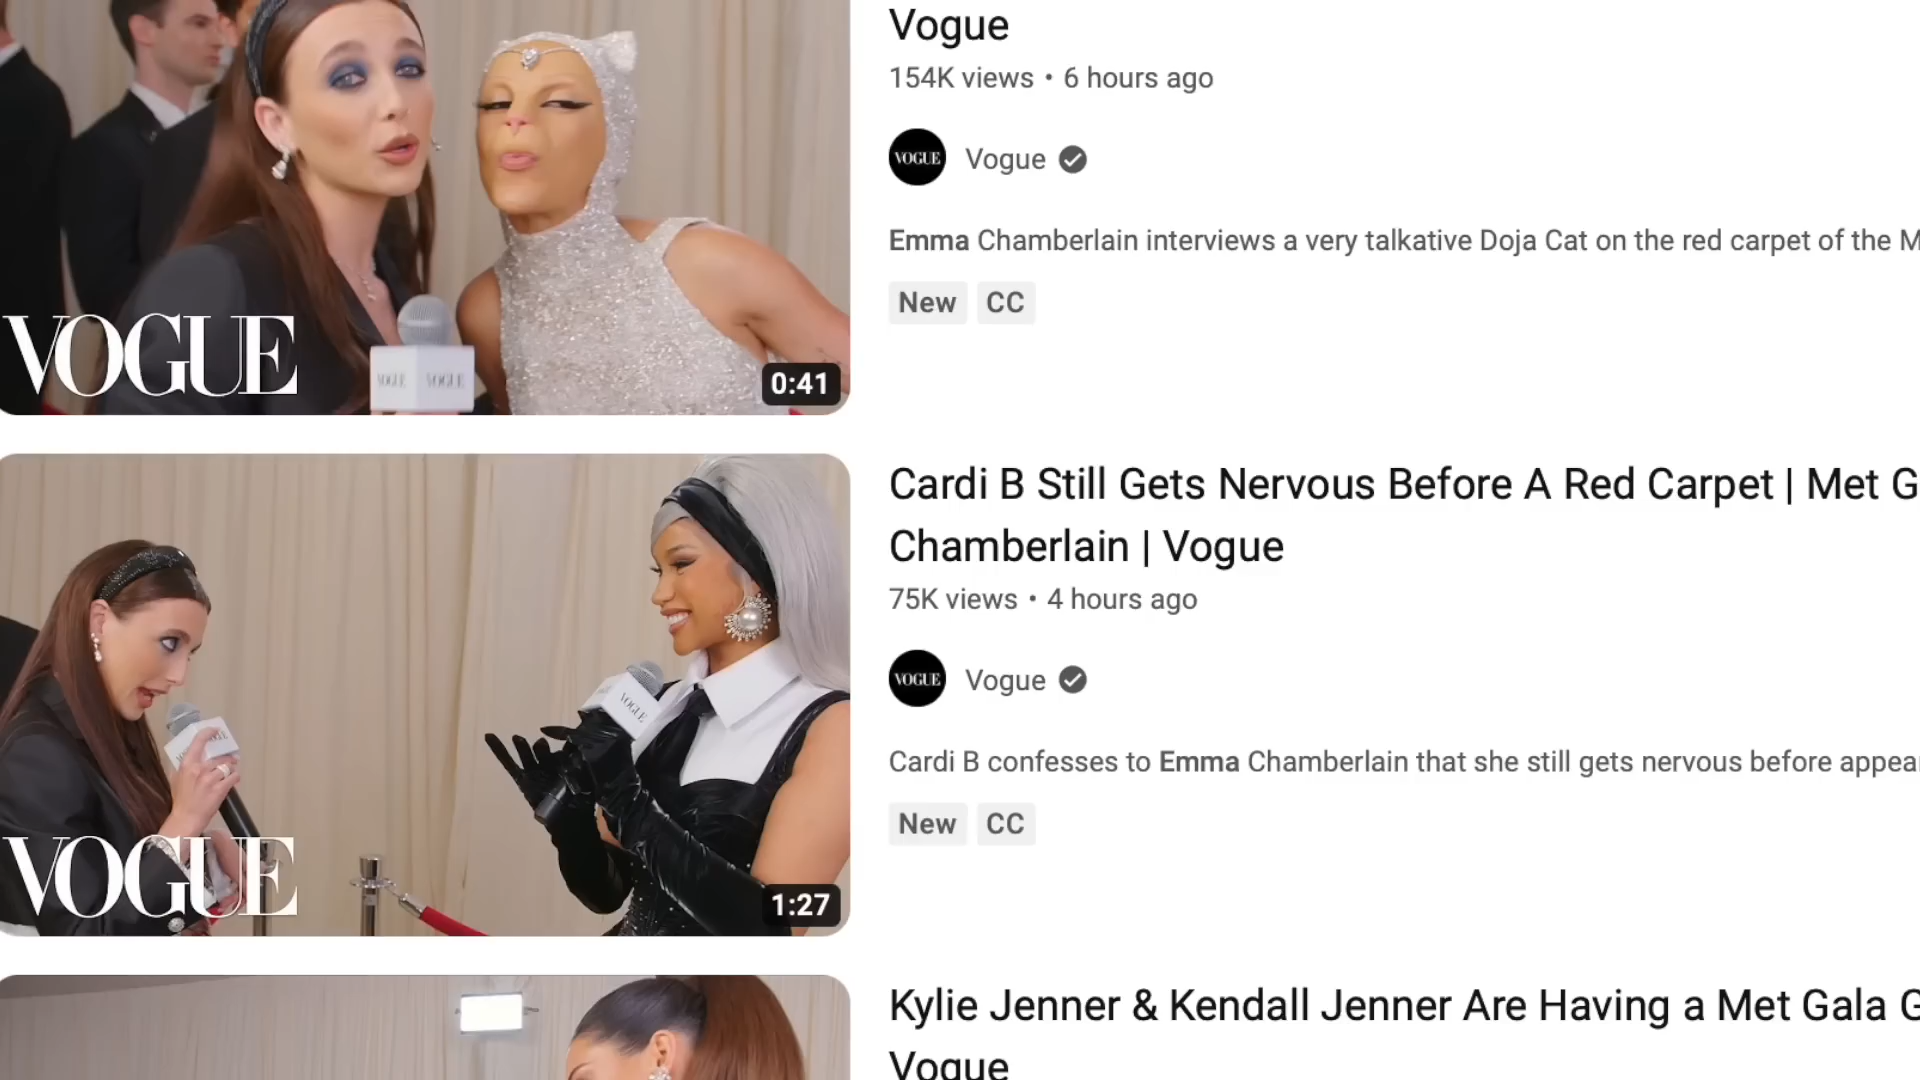 Vogue
154K views • 6 hours ago
VOGUE
Vogue
Emma Chamberlain interviews a very talkative Doja Cat on the red carpet of the M
New
CC
VOGUE
VOGUE
VOGUE
0:41
Cardi B Still Gets Nervous Before A Red Carpet | Met G
Chamberlain | Vogue
75K views • 4 hours ago
VOGUE
Vogue
Cardi B confesses to Emma Chamberlain that she still gets nervous before appea
New
CC
VOGUE
VOGUE
1:27
Kylie Jenner & Kendall Jenner Are Having a Met Gala G
Vogue